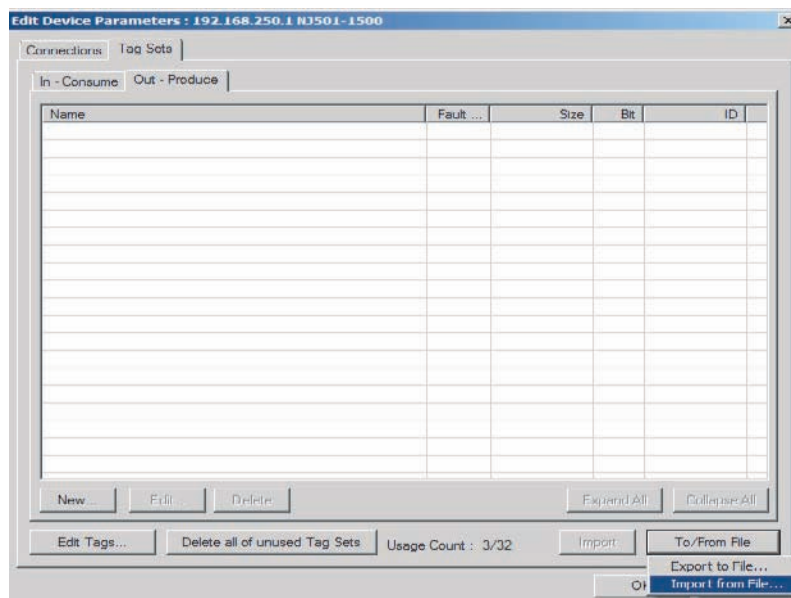 Edit Device Parameters : 192.168.250.1 NJ501-1500
Connections Tag Sets
In - Consume Out - Produce
Name Fault ... Size Bit ID
New... Edit... Delete Expand All Collapse All
Edit Tags... Delete all of unused Tag Sets Usage Count : 3/32 Import To/From File
Export to File...
Import from File...